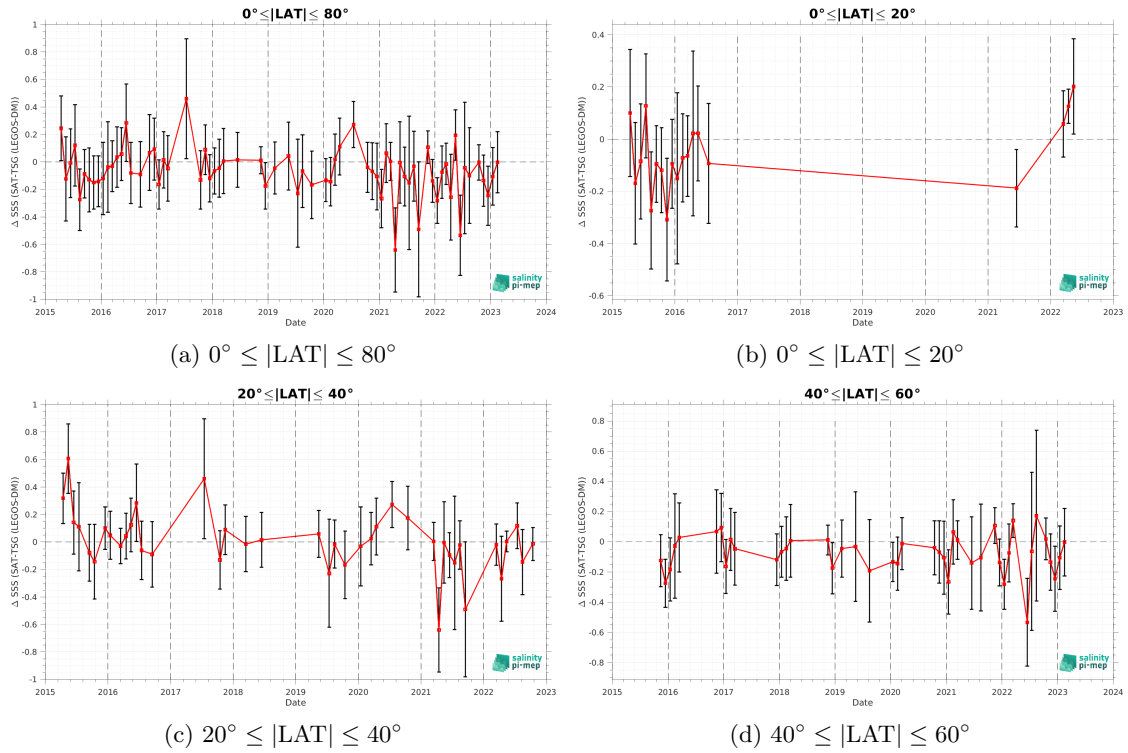 0°≤|LAT|≤ 80°
Δ SSS (SAT-TSG (LEGOS-DM))
1
0.8
0.6
0.4
0.2
0
-0.2
-0.4
-0.6
-0.8
-1
2015 2016 2017 2018 2019 2020 2021 2022 2023 2024
Date
salinity
pi-mep
(a) 0° ≤ |LAT| ≤ 80°
0°≤|LAT|≤ 20°
Δ SSS (SAT-TSG (LEGOS-DM))
0.4
0.2
0
-0.2
-0.4
-0.6
2015 2016 2017 2018 2019 2020 2021 2022 2023
Date
salinity
pi-mep
(b) 0° ≤ |LAT| ≤ 20°
20°≤|LAT|≤ 40°
Δ SSS (SAT-TSG (LEGOS-DM))
1
0.8
0.6
0.4
0.2
0
-0.2
-0.4
-0.6
-0.8
-1
2015 2016 2017 2018 2019 2020 2021 2022 2023
Date
salinity
pi-mep
(c) 20° ≤ |LAT| ≤ 40°
40°≤|LAT|≤ 60°
Δ SSS (SAT-TSG (LEGOS-DM))
0.8
0.6
0.4
0.2
0
-0.2
-0.4
-0.6
-0.8
2015 2016 2017 2018 2019 2020 2021 2022 2023 2024
Date
salinity
pi-mep
(d) 40° ≤ |LAT| ≤ 60°